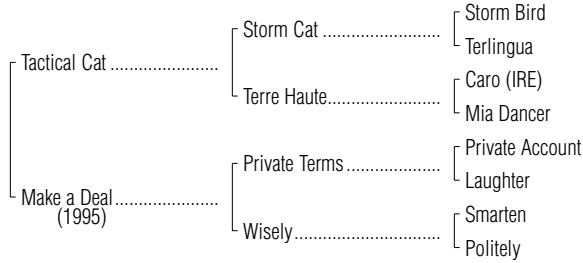 Storm Bird
Storm Cat ........................
Terlingua
Tactical Cat ......................
Caro (IRE)
Terre Haute.......................
Mia Dancer
Private Account
Private Terms ...................
Laughter
Make a Deal.....................
(1995)
Smarten
Wisely..............................
Politely